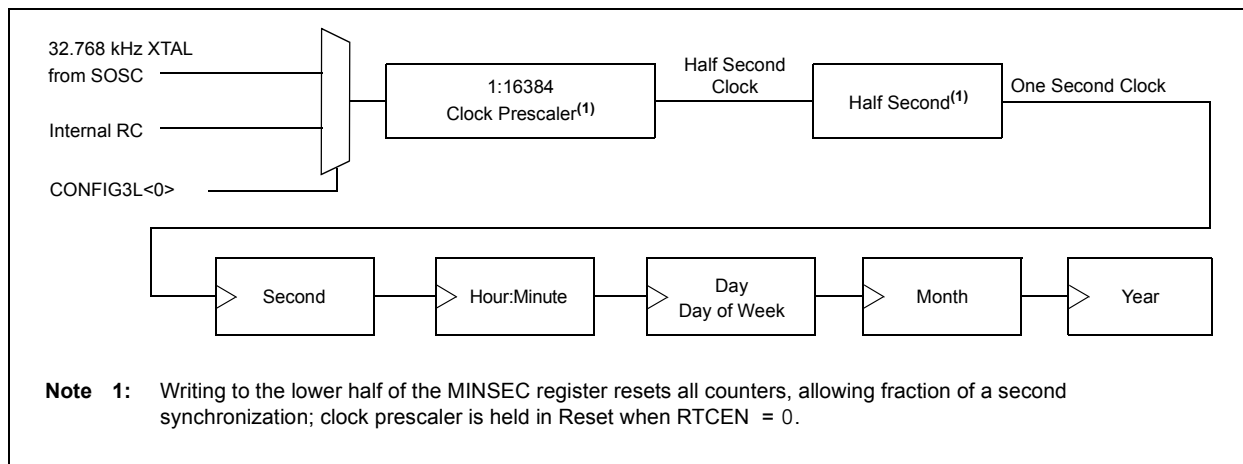 32.768 kHz XTAL
from SOSC
Internal RC
CONFIG3L<0>
1:16384
Clock Prescaler(1)
Half Second
Clock
Half Second(1)
One Second Clock
Second
Hour:Minute
Day
Day of Week
Month
Year
Note 1: Writing to the lower half of the MINSEC register resets all counters, allowing fraction of a second
synchronization; clock prescaler is held in Reset when RTCEN = 0.